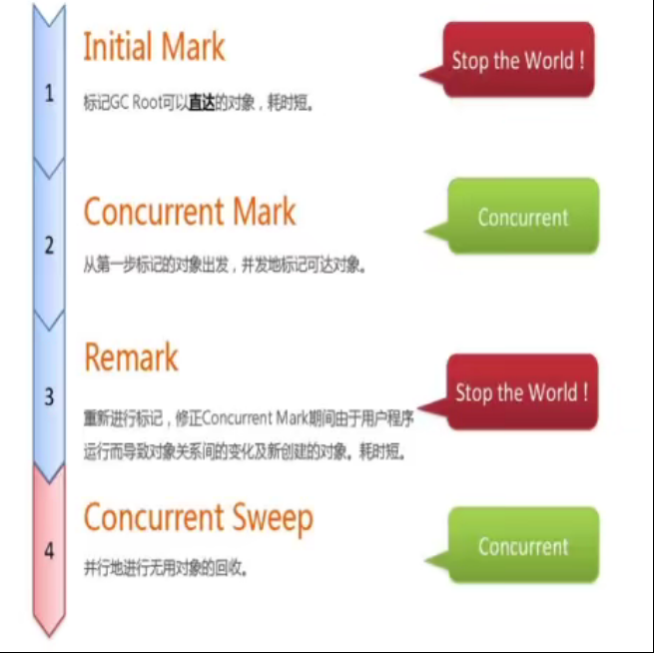 1
Initial Mark
Stop the World !
标记GC Root可以直达的对象，耗时短。
2
Concurrent Mark
Concurrent
从第一步标记的对象出发，并发地标记可达对象。
3
Remark
Stop the World !
重新进行标记，修正Concurrent Mark期间由于用户程序
运行而导致对象关系间的变化及新创建的对象。耗时短。
4
Concurrent Sweep
Concurrent
并行地进行无用对象的回收。